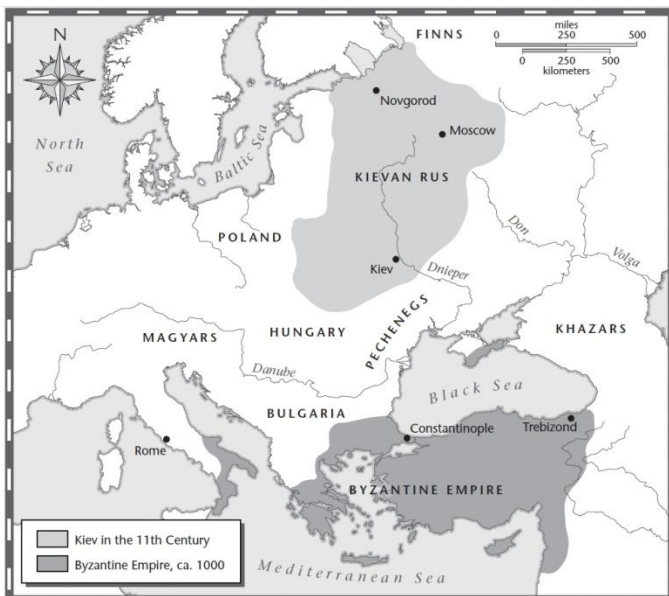 N
FINNS
miles
0 250 500
0 250 500
kilometers
Novgorod
Moscow
North
Sea
Baltic Sea
KIEVAN RUS
POLAND
Don
Volga
Kiev
Dnieper
PECHENEGS
HUNGARY
MAGYARS
KHAZARS
Danube
Black Sea
BULGARIA
Constantinople
Trebizond
Rome
BYZANTINE EMPIRE
Kiev in the 11th Century
Byzantine Empire, ca. 1000
Mediterranean Sea